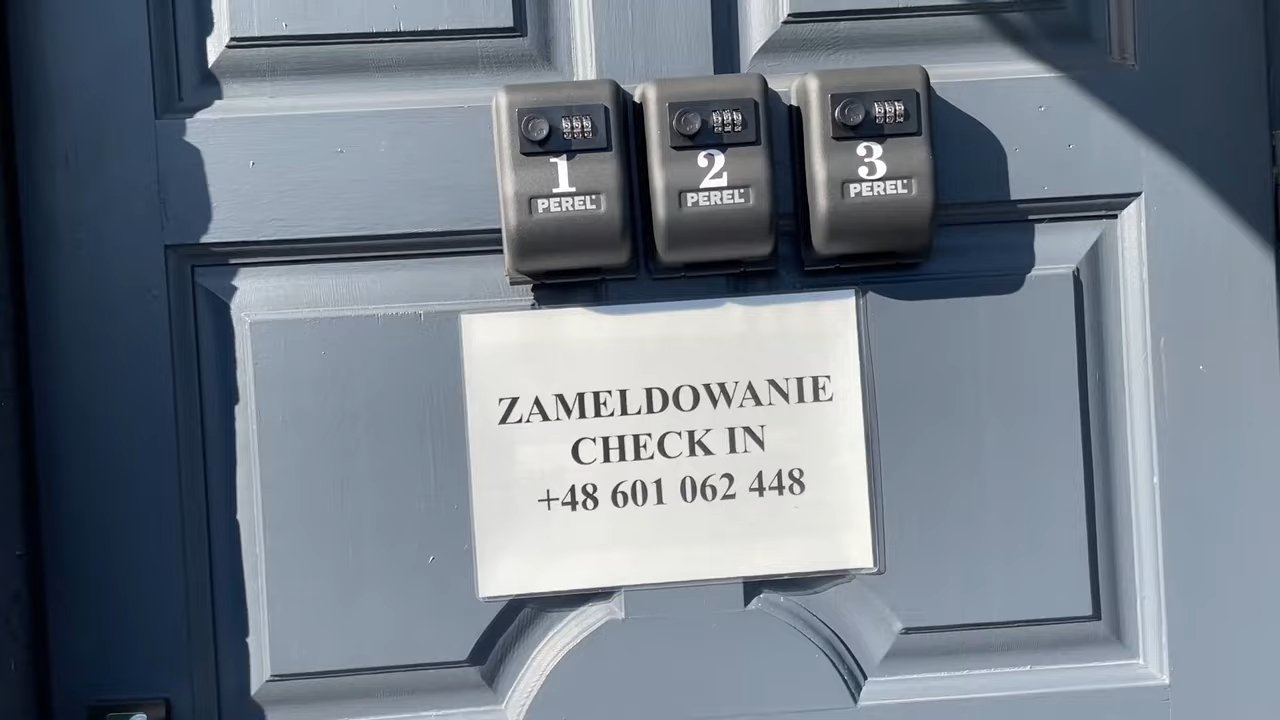 1 2 3
PEREL PEREL PEREL
ZAMELDOWANIE
CHECK IN
+48 601 062 448